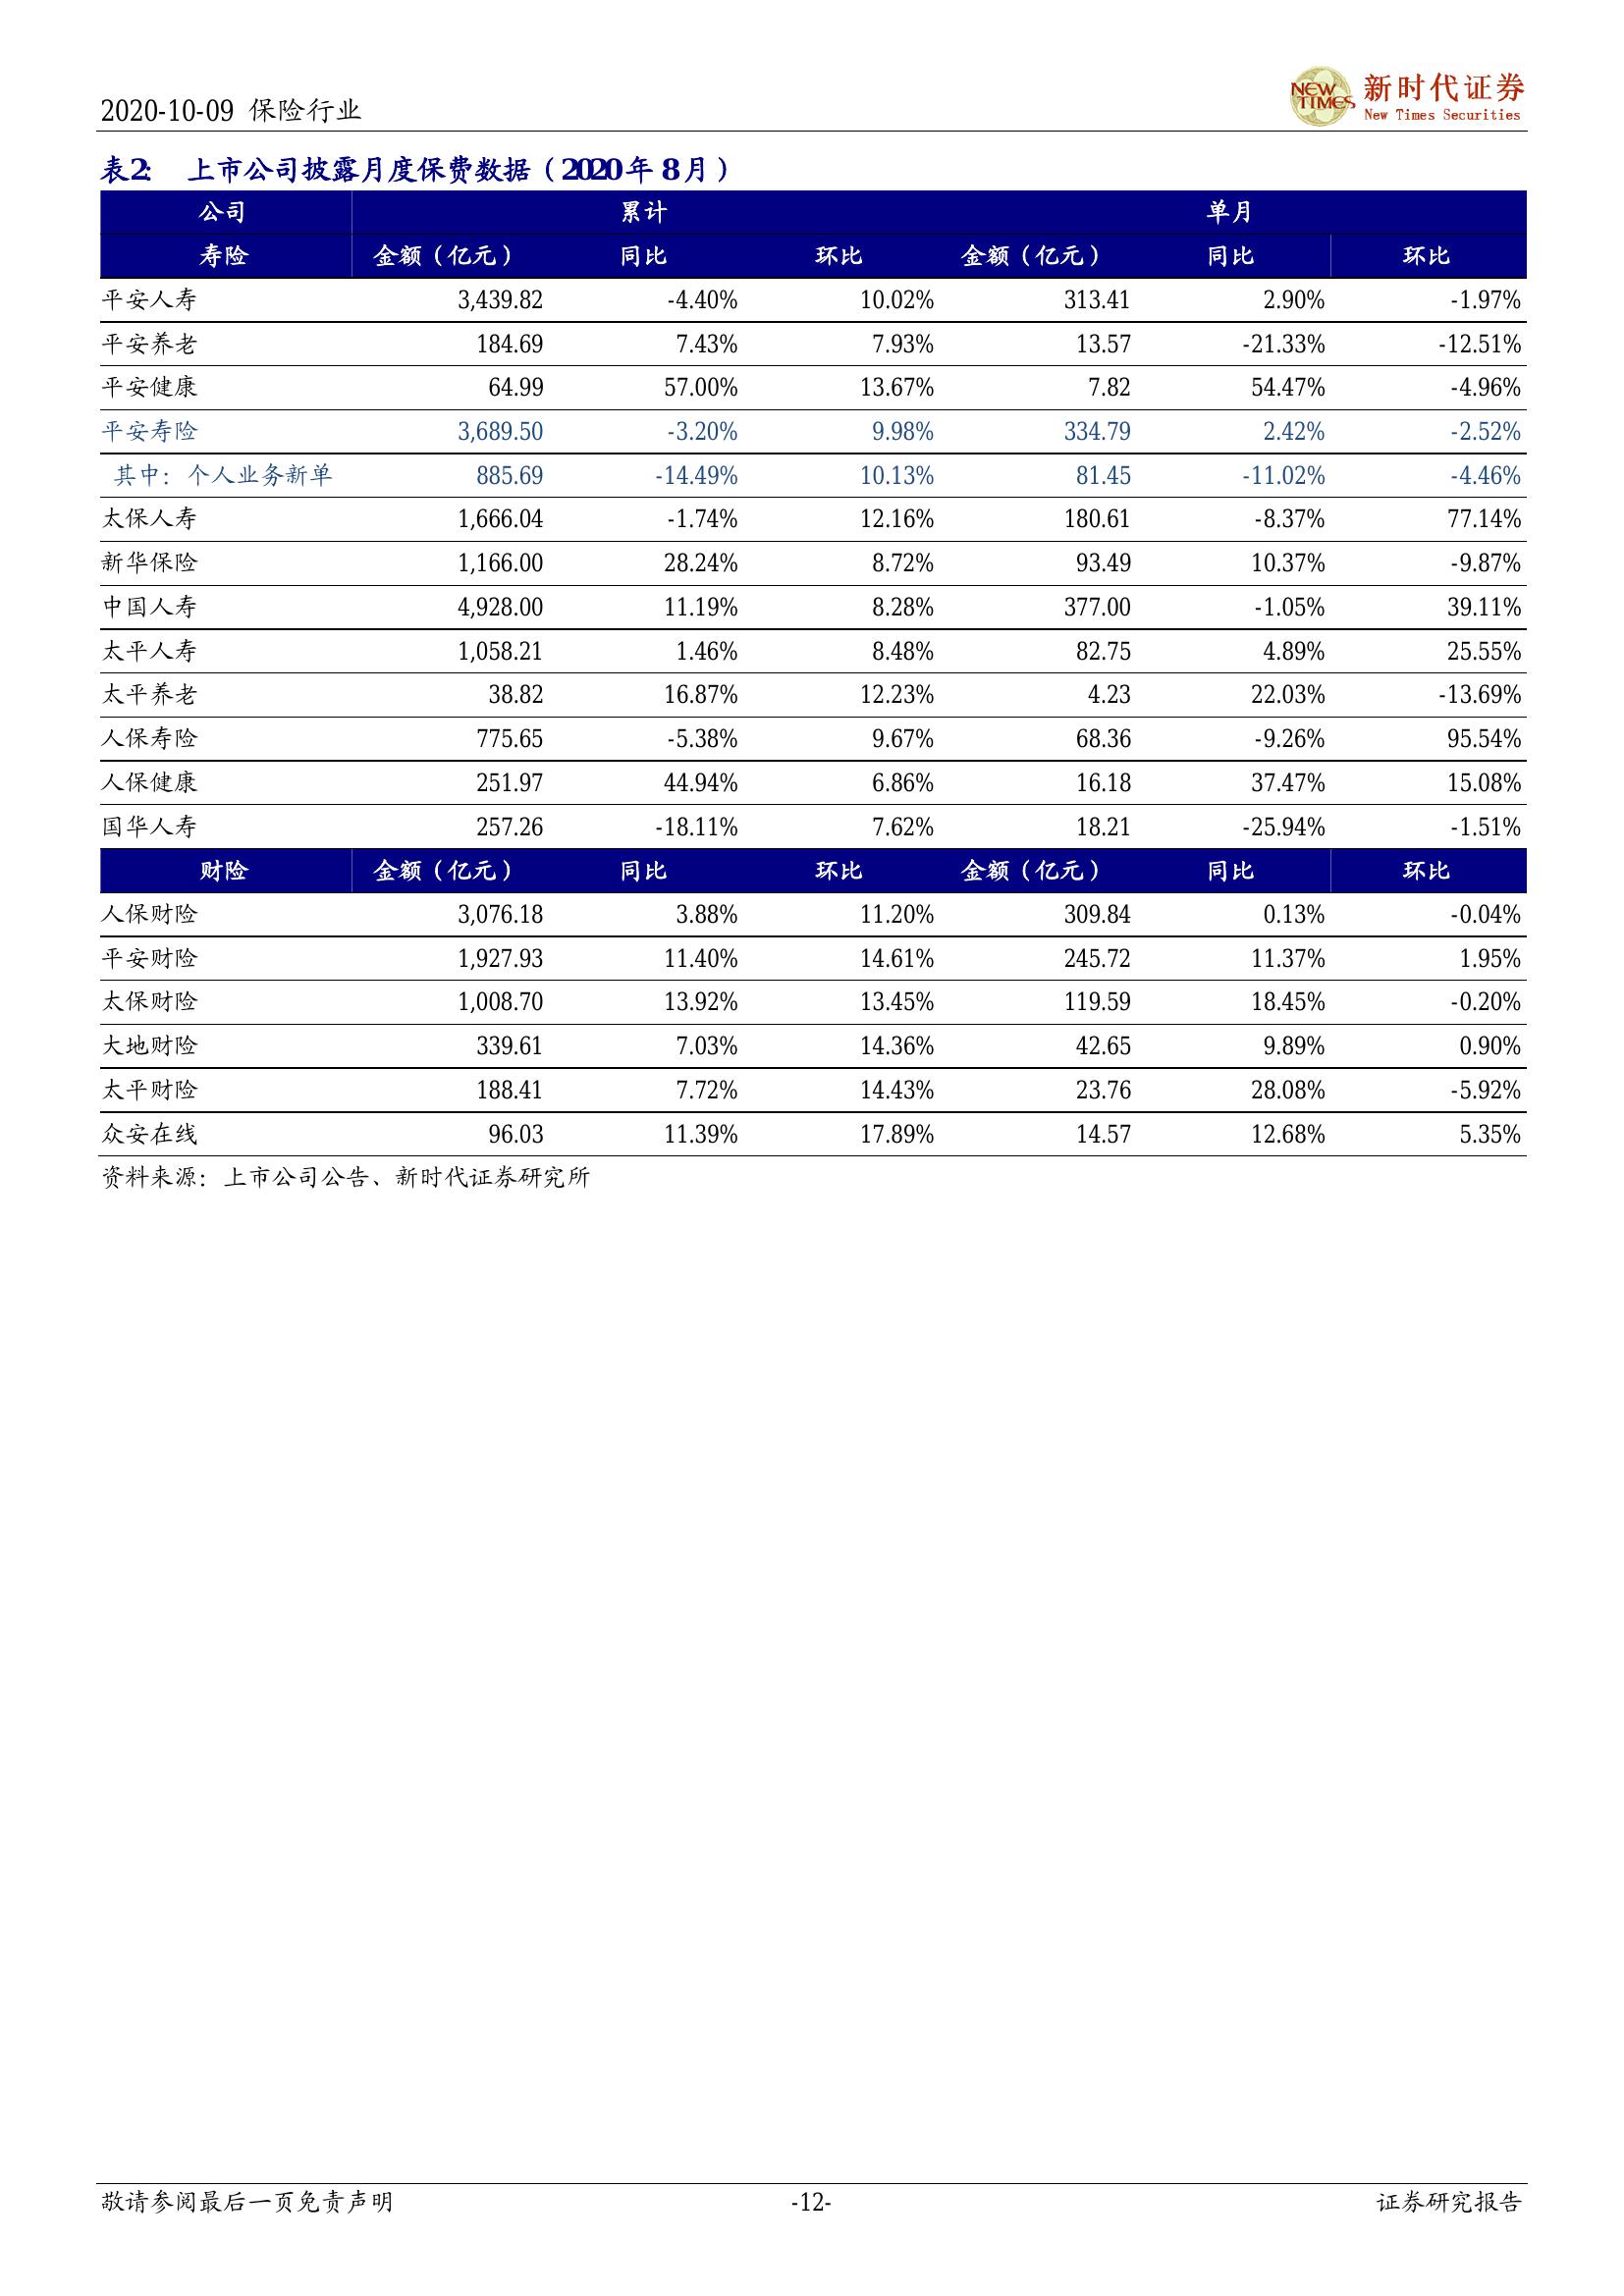 2020-10-09 保险行业
NEW TIMES 新时代证券
New Times Securities
表2: 上市公司披露月度保费数据（2020年8月）
公司 累计 单月
寿险 金额（亿元） 同比 环比 金额（亿元） 同比 环比
平安人寿 3,439.82 -4.40% 10.02% 313.41 2.90% -1.97%
平安养老 184.69 7.43% 7.93% 13.57 -21.33% -12.51%
平安健康 64.99 57.00% 13.67% 7.82 54.47% -4.96%
平安寿险 3,689.50 -3.20% 9.98% 334.79 2.42% -2.52%
其中：个人业务新单 885.69 -14.49% 10.13% 81.45 -11.02% -4.46%
太保人寿 1,666.04 -1.74% 12.16% 180.61 -8.37% 77.14%
新华保险 1,166.00 28.24% 8.72% 93.49 10.37% -9.87%
中国人寿 4,928.00 11.19% 8.28% 377.00 -1.05% 39.11%
太平人寿 1,058.21 1.46% 8.48% 82.75 4.89% 25.55%
太平养老 38.82 16.87% 12.23% 4.23 22.03% -13.69%
人保寿险 775.65 -5.38% 9.67% 68.36 -9.26% 95.54%
人保健康 251.97 44.94% 6.86% 16.18 37.47% 15.08%
国华人寿 257.26 -18.11% 7.62% 18.21 -25.94% -1.51%
财险 金额（亿元） 同比 环比 金额（亿元） 同比 环比
人保财险 3,076.18 3.88% 11.20% 309.84 0.13% -0.04%
平安财险 1,927.93 11.40% 14.61% 245.72 11.37% 1.95%
太保财险 1,008.70 13.92% 13.45% 119.59 18.45% -0.20%
大地财险 339.61 7.03% 14.36% 42.65 9.89% 0.90%
太平财险 188.41 7.72% 14.43% 23.76 28.08% -5.92%
众安在线 96.03 11.39% 17.89% 14.57 12.68% 5.35%
资料来源：上市公司公告、新时代证券研究所
敬请参阅最后一页免责声明 -12- 证券研究报告